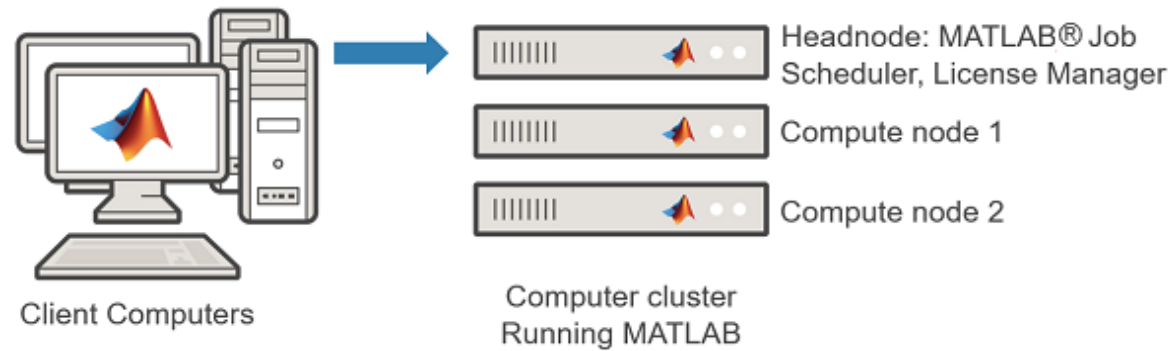 Headnode: MATLAB® Job
Scheduler, License Manager
Compute node 1
Compute node 2
Client Computers
Computer cluster
Running MATLAB